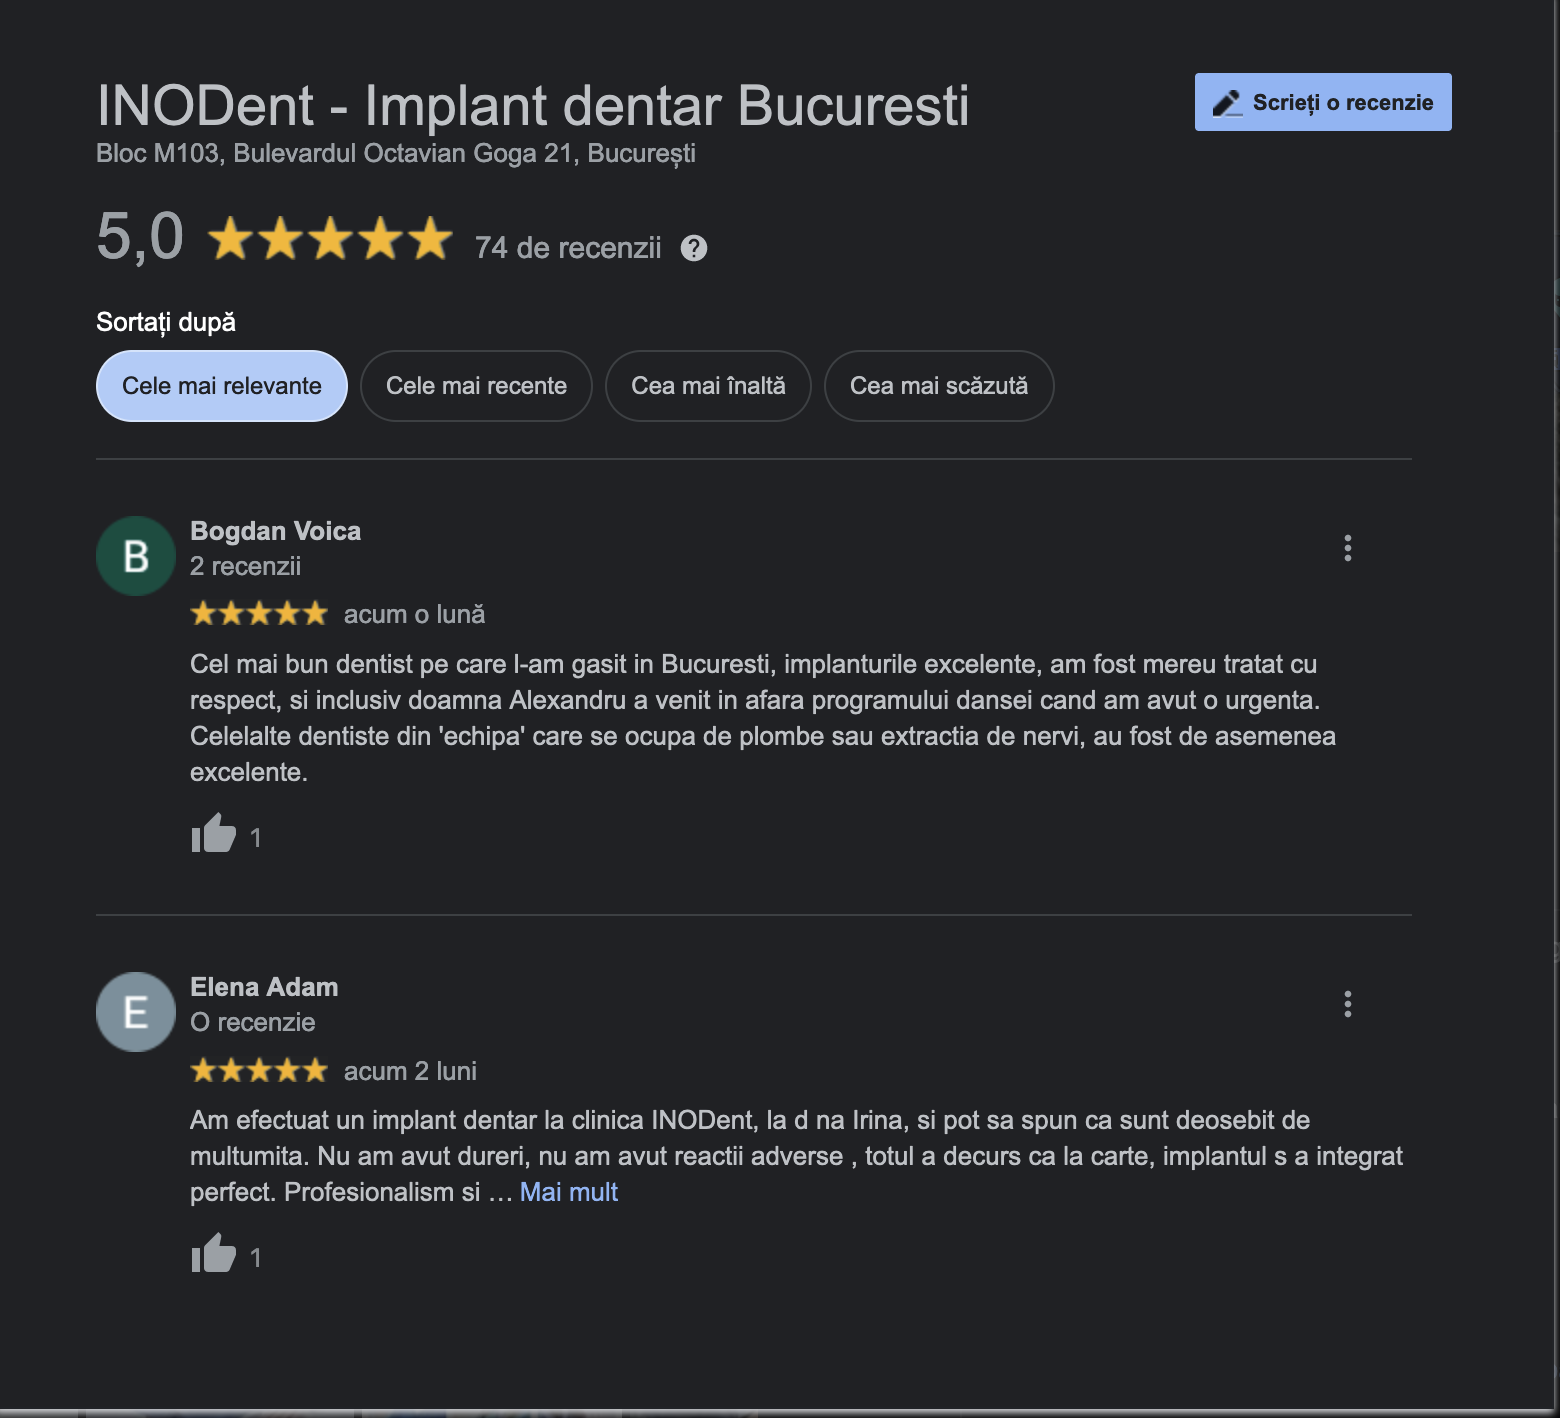 INODent - Implant dentar Bucuresti
Scrieți o recenzie
Bloc M103, Bulevardul Octavian Goga 21, București
5,0 74 de recenzii ?
Sortați după
Cele mai relevante
Cele mai recente
Cea mai înaltă
Cea mai scăzută
B
Bogdan Voica
2 recenzii
acum o lună
Cel mai bun dentist pe care l-am gasit in Bucuresti, implanturile excelente, am fost mereu tratat cu
respect, si inclusiv doamna Alexandru a venit in afara programului dansei cand am avut o urgenta.
Celelalte dentiste din 'echipa' care se ocupa de plombe sau extractia de nervi, au fost de asemenea
excelente.
1
E
Elena Adam
O recenzie
acum 2 luni
Am efectuat un implant dentar la clinica INODent, la d na Irina, si pot sa spun ca sunt deosebit de
multumita. Nu am avut dureri, nu am avut reactii adverse , totul a decurs ca la carte, implantul s a integrat
perfect. Profesionalism si … Mai mult
1